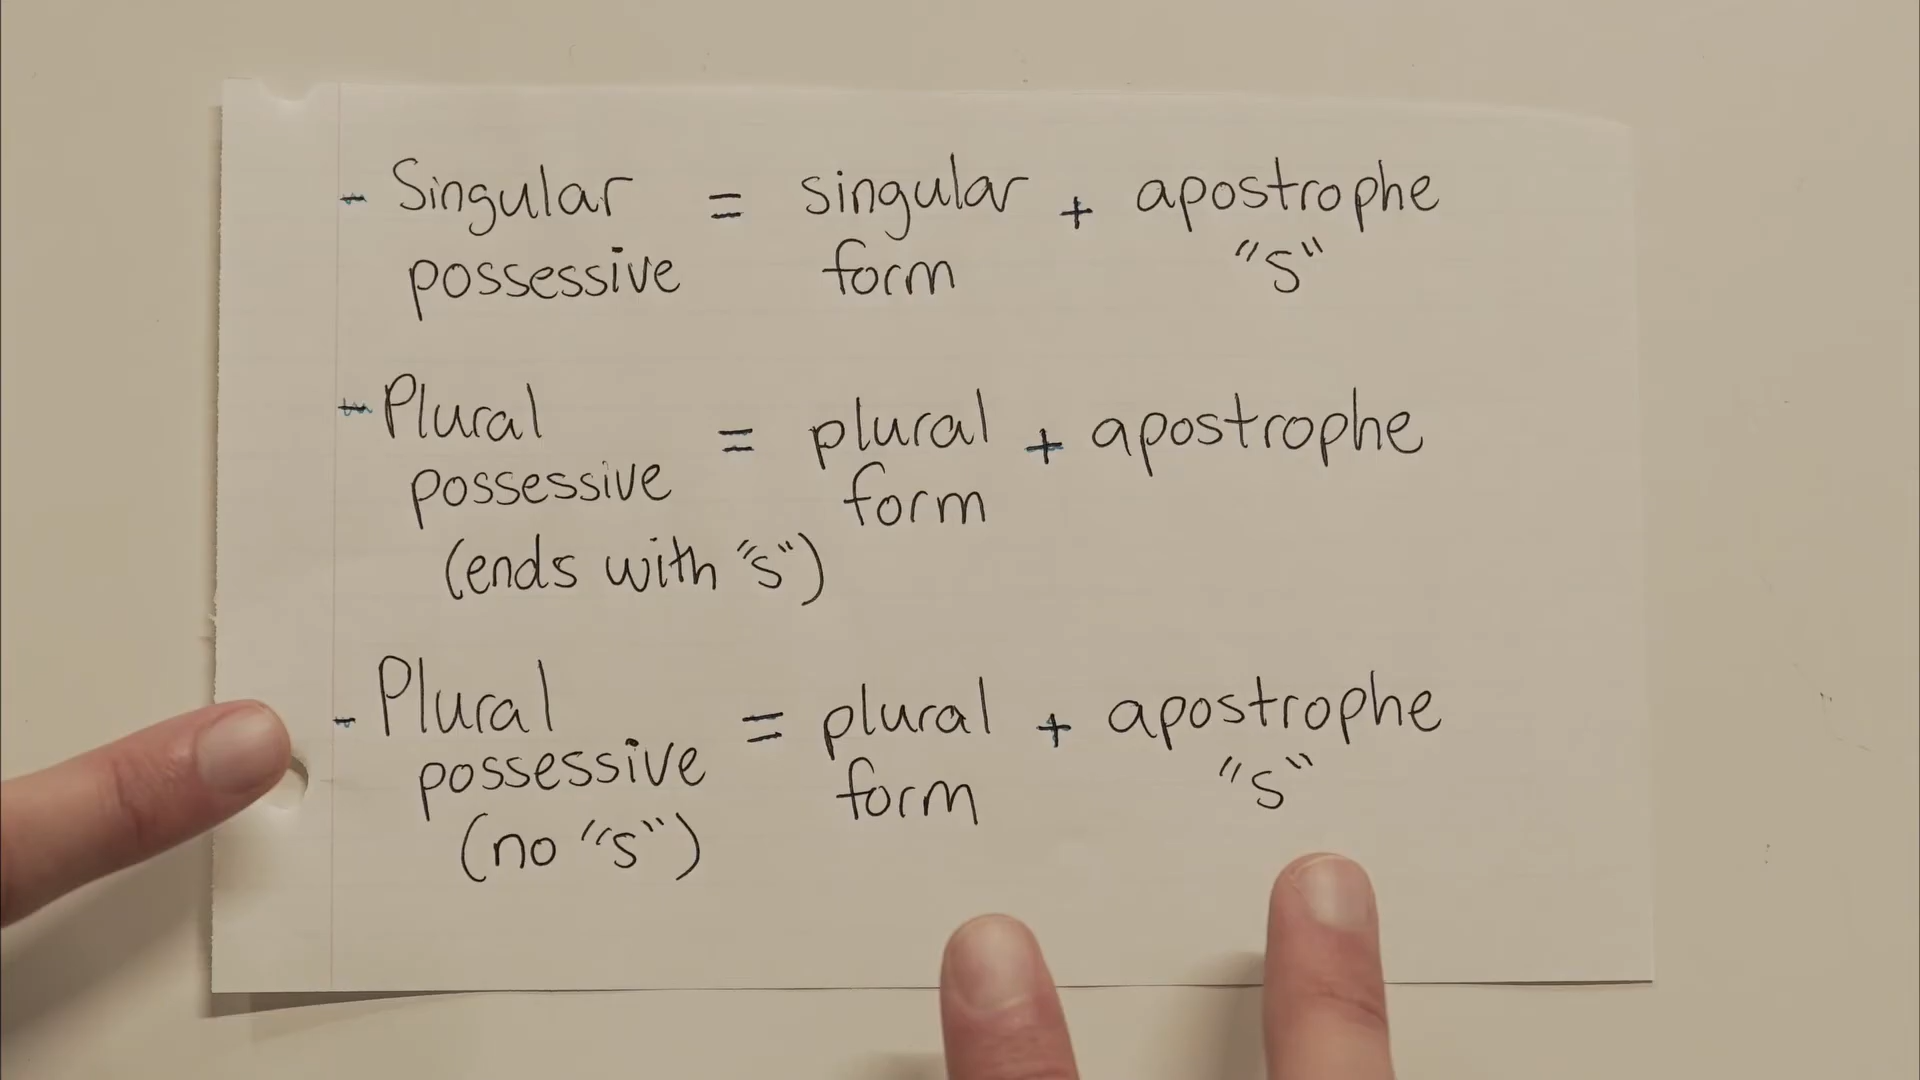 - Singular = singular + apostrophe
possessive form "s"
- Plural = plural + apostrophe
possessive form
(ends with "s")
- Plural = plural + apostrophe
possessive form "s"
(no "s")